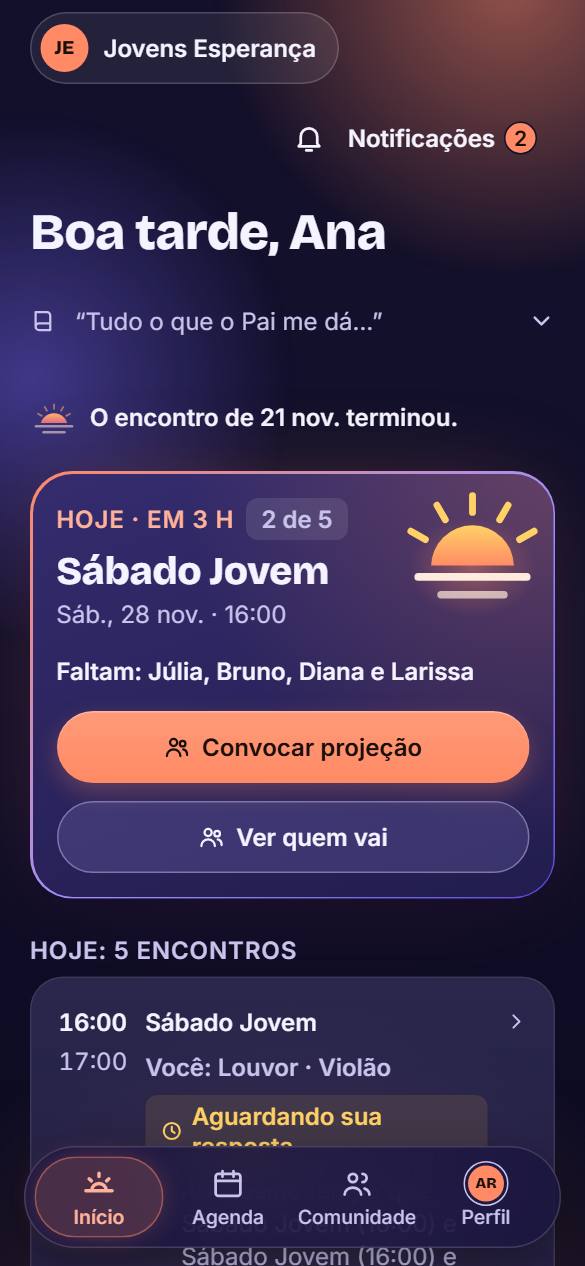 JE Jovens Esperança
Notificações 2
Boa tarde, Ana
“Tudo o que o Pai me dá...”
O encontro de 21 nov. terminou.
HOJE · EM 3 H 2 de 5
Sábado Jovem
Sáb., 28 nov. · 16:00
Faltam: Júlia, Bruno, Diana e Larissa
Convocar projeção
Ver quem vai
HOJE: 5 ENCONTROS
16:00 Sábado Jovem
17:00 Você: Louvor · Violão
Aguardando sua
resposta
Início Agenda Comunidade AR Perfil
Sábado Jovem (16:00) e